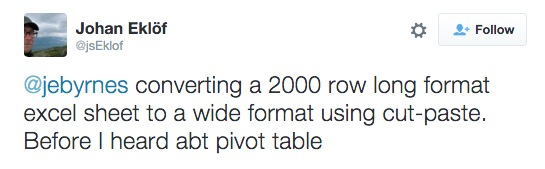 Johan Eklöf
@jsEklof
Follow
@jebyrnes converting a 2000 row long format
excel sheet to a wide format using cut-paste.
Before I heard abt pivot table